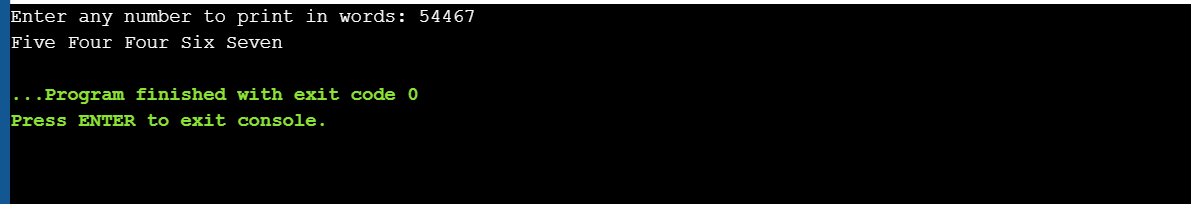 Enter any number to print in words: 54467
Five Four Four Six Seven
...Program finished with exit code 0
Press ENTER to exit console.